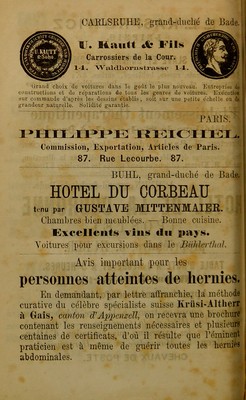 CARLSRUHE, grand-duché de Bade.
U. KAUTT
& Sohn
U. Kautt & Fils
Carrossiers de la Cour.
14. Waldhornstrasse 14.
Grand choix de voitures dans le goût le plus nouveau. Entreprise de
constructions et de réparations de tous les genres de voitures. Exécution
sur commande d'après les dessins établis, soit sur une petite échelle ou de
grandeur naturelle. Solidité garantie.
PARIS.
PHILIPPE REICHEL
Commission, Exportation, Articles de Paris.
87. Rue Lecourbe. 87.
BUHL, grand-duché de Bade.
HOTEL DU CORBEAU
tenu par GUSTAVE MITTENMAIER.
Chambres bien meublées. — Bonne cuisine.
Excellents vins du pays.
Voitures pour excursions dans le Bühlerthal.
Avis important pour les
personnes atteintes de hernies.
En demandant, par lettre affranchie, la méthode
curative du célèbre spécialiste suisse Krüsi-Altherr
à Gais, canton d'Appenzell, on recevra une brochure
contenant les renseignements nécessaires et plusieurs
centaines de certificats, d'où il résulte que l'éminent
praticien est à même de guérir toutes les hernies
abdominales.